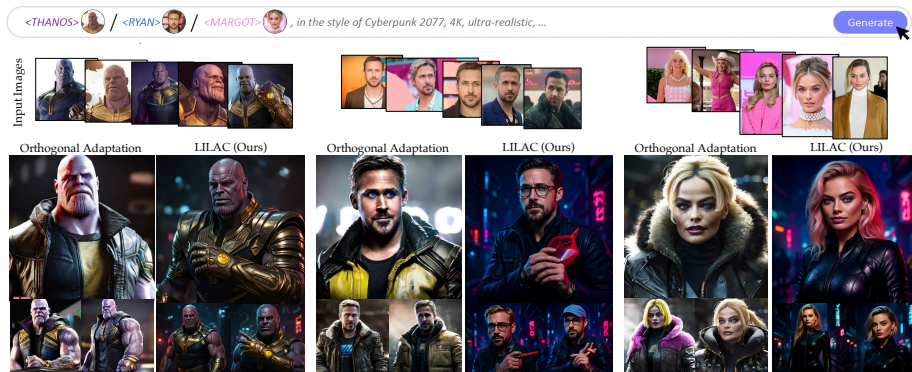 <THANOS> / <RYAN> / <MARGOT> , in the style of Cyberpunk 2077, 4K, ultra-realistic, ...
Generate
Input Images
Orthogonal Adaptation
LILAC (Ours)
Orthogonal Adaptation
LILAC (Ours)
Orthogonal Adaptation
LILAC (Ours)